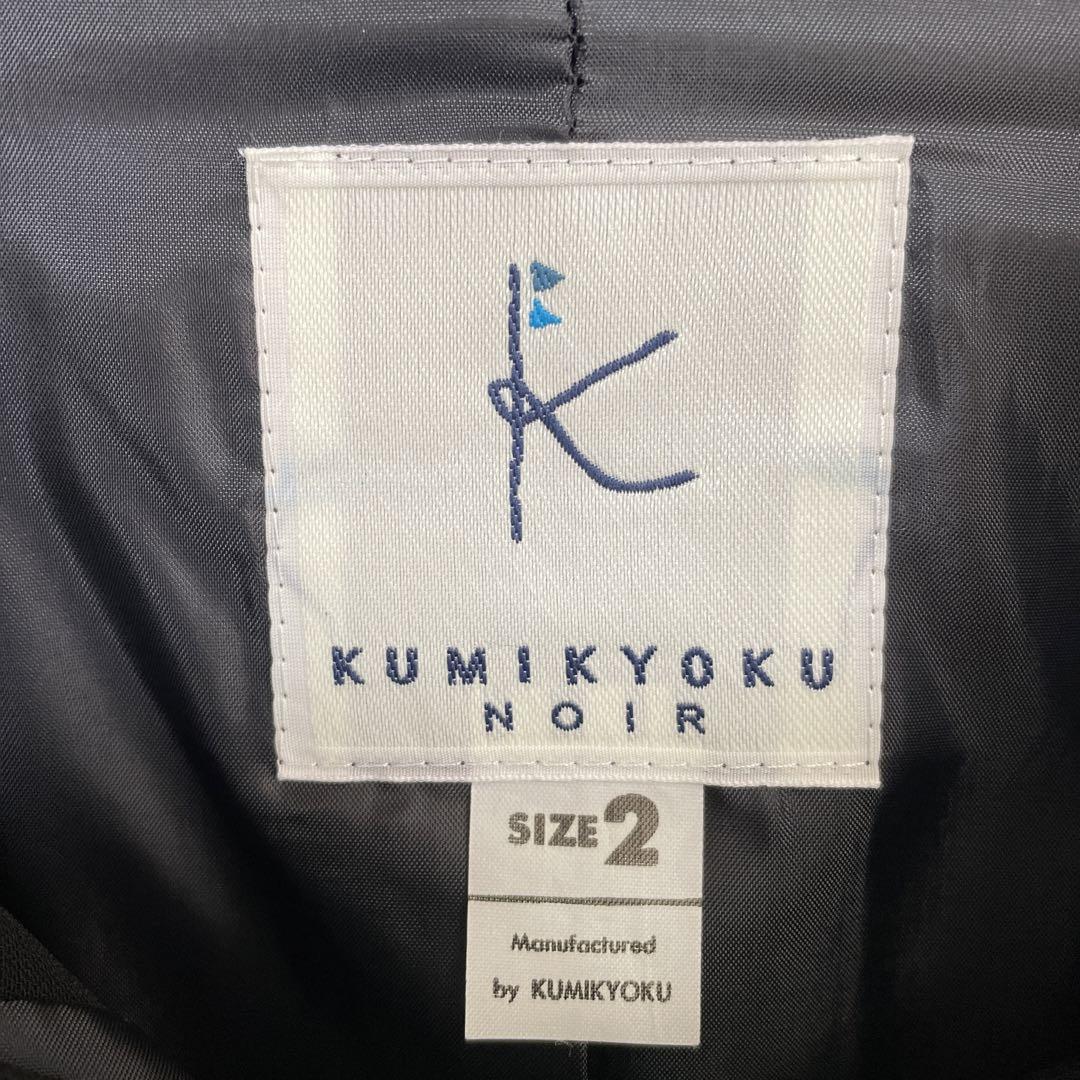 K
KUMIKYOKU
NOIR
SIZE 2
Manufactured
by KUMIKYOKU